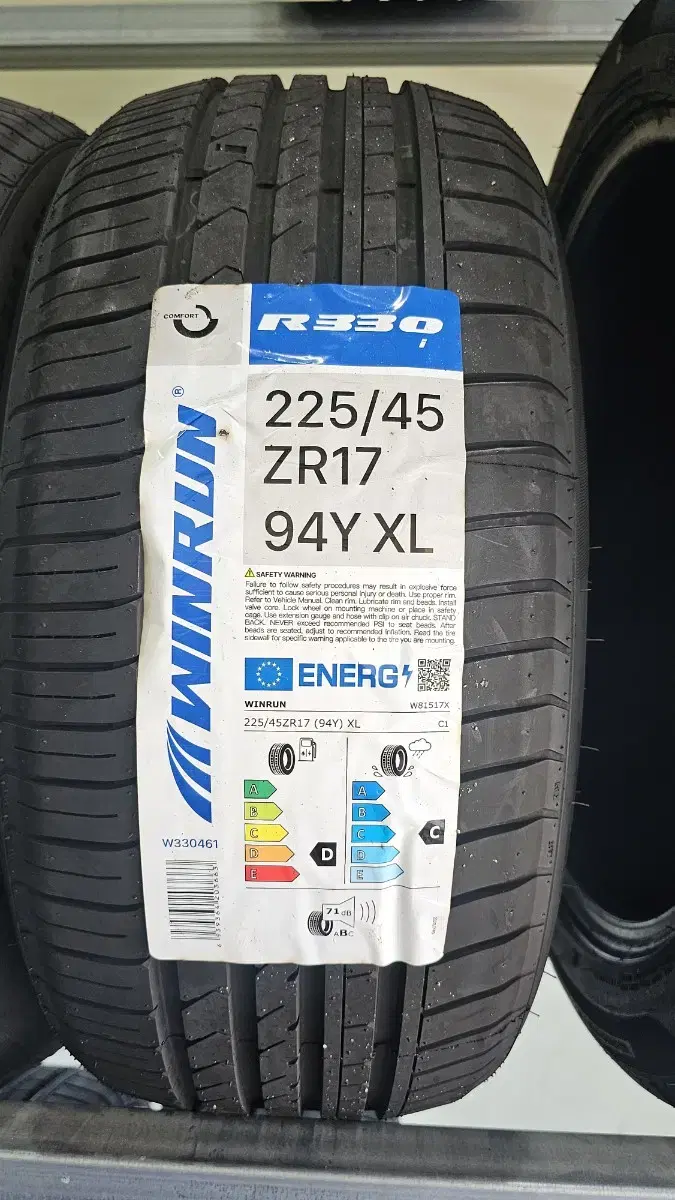 COMFORT
R330
WINRUN®
225/45
ZR17
94Y XL
SAFETY WARNING
Failure to follow safety procedures may result in explosive force
sufficient to cause serious personal injury or death. Use proper rim.
Refer to Vehicle Manual. Clean rim. Lubricate rim and beads. Install
valve core. Lock wheel on mounting machine or place in safety
cage. Use extension gauge and hose with clip on air chuck. STAND
BACK. NEVER exceed recommended PSI to seat beads. After
beads are seated, adjust to recommended inflation. Read the tire
sidewall for specific warning applicable to the tire you are mounting.
ENERG
WINRUN W81517X
225/45ZR17 (94Y) XL C1
A A
B B
C C C
D D D
E E
W330461
71 dB
ABC